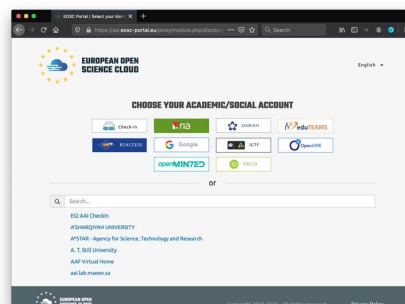 EOSC Portal | Select your iden
https://aai.eosc-portal.eu/proxy/module.php/discop
Search
EUROPEAN OPEN
SCIENCE CLOUD
English
CHOOSE YOUR ACADEMIC/SOCIAL ACCOUNT
Check-in
DARIAH
eduTEAMS
B2ACCESS
Google
IGTF
OpenAIRE
openMINTED
ORCID
or
Search...
EGI AAI CheckIn
A'SHARQIYAH UNIVERSITY
A*STAR - Agency for Science, Technology and Research
A. T. Still University
AAF Virtual Home
aai.lab.maeen.sa
EUROPEAN OPEN
Privacy Policy